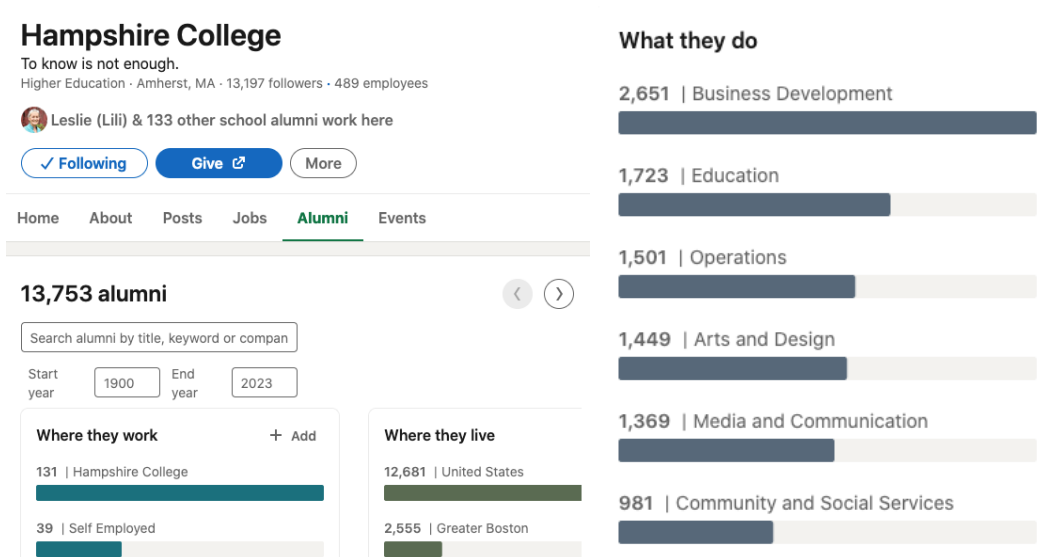 Hampshire College
To know is not enough.
Higher Education · Amherst, MA · 13,197 followers · 489 employees
Leslie (Lili) & 133 other school alumni work here
Following
Give
More
Home About Posts Jobs Alumni Events
13,753 alumni
Search alumni by title, keyword or compan
Start year 1900 End year 2023
Where they work + Add
131 | Hampshire College
39 | Self Employed
Where they live
12,681 | United States
2,555 | Greater Boston
What they do
2,651 | Business Development
1,723 | Education
1,501 | Operations
1,449 | Arts and Design
1,369 | Media and Communication
981 | Community and Social Services